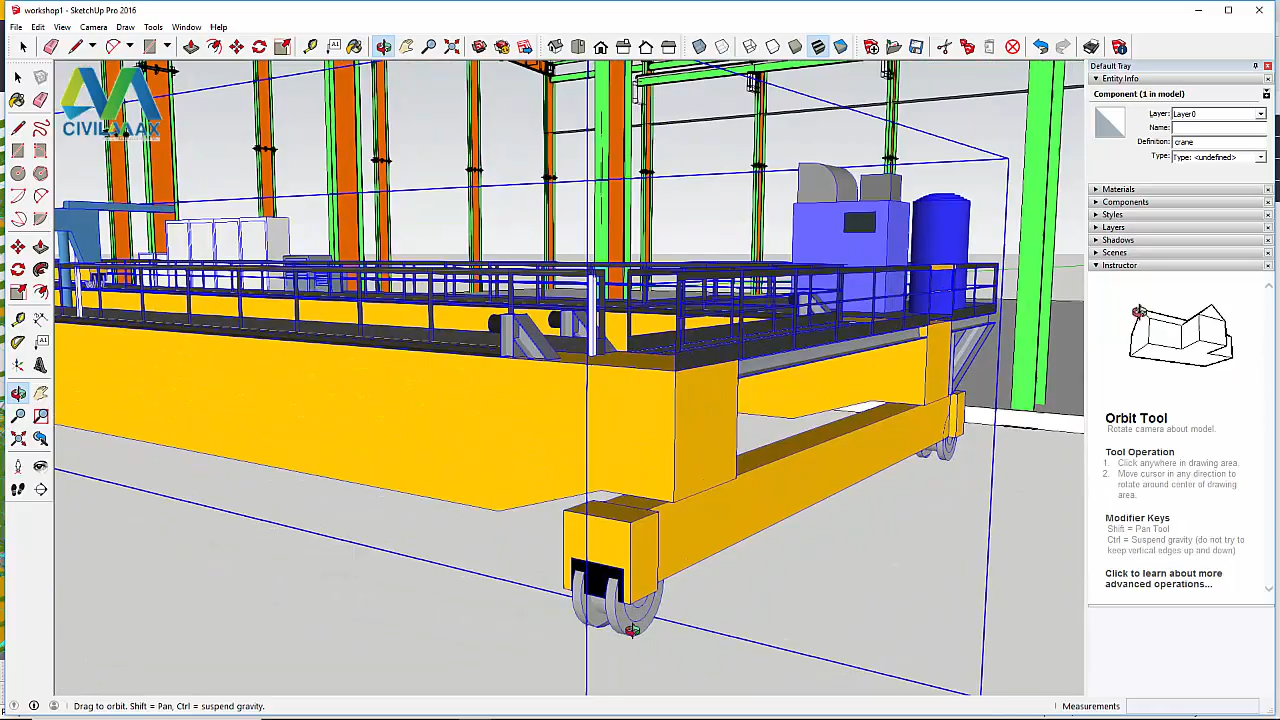 workshop1 - SketchUp Pro 2016
File Edit View Camera Draw Tools Window Help
Default Tray
Entity Info
Component (1 in model)
Layer: Layer0
Name:
Definition: crane
Type: Type: <undefined>
Materials
Components
Styles
Layers
Shadows
Scenes
Instructor
CIVILMAX
Orbit Tool
Rotate camera about model.
Tool Operation
1. Click anywhere in drawing area.
2. Move cursor in any direction to
rotate around center of drawing
area.
Modifier Keys
Shift = Pan Tool
Ctrl = Suspend gravity (do not try to
keep vertical edges up and down)
Click to learn about more
advanced operations...
Drag to orbit. Shift = Pan, Ctrl = suspend gravity.
Measurements